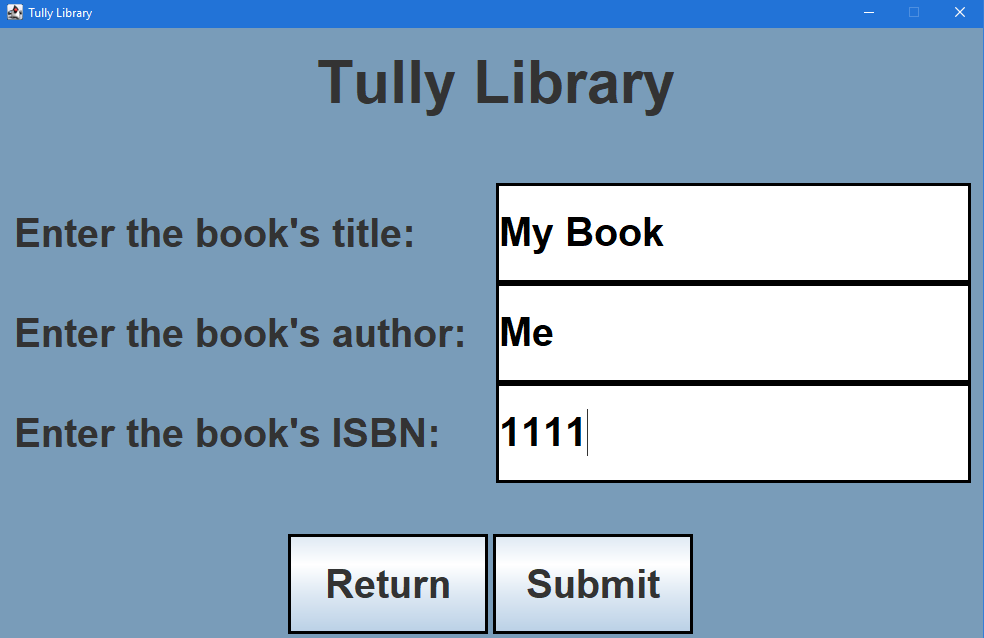 Tully Library
Tully Library
Enter the book's title: My Book
Enter the book's author: Me
Enter the book's ISBN: 1111
Return Submit